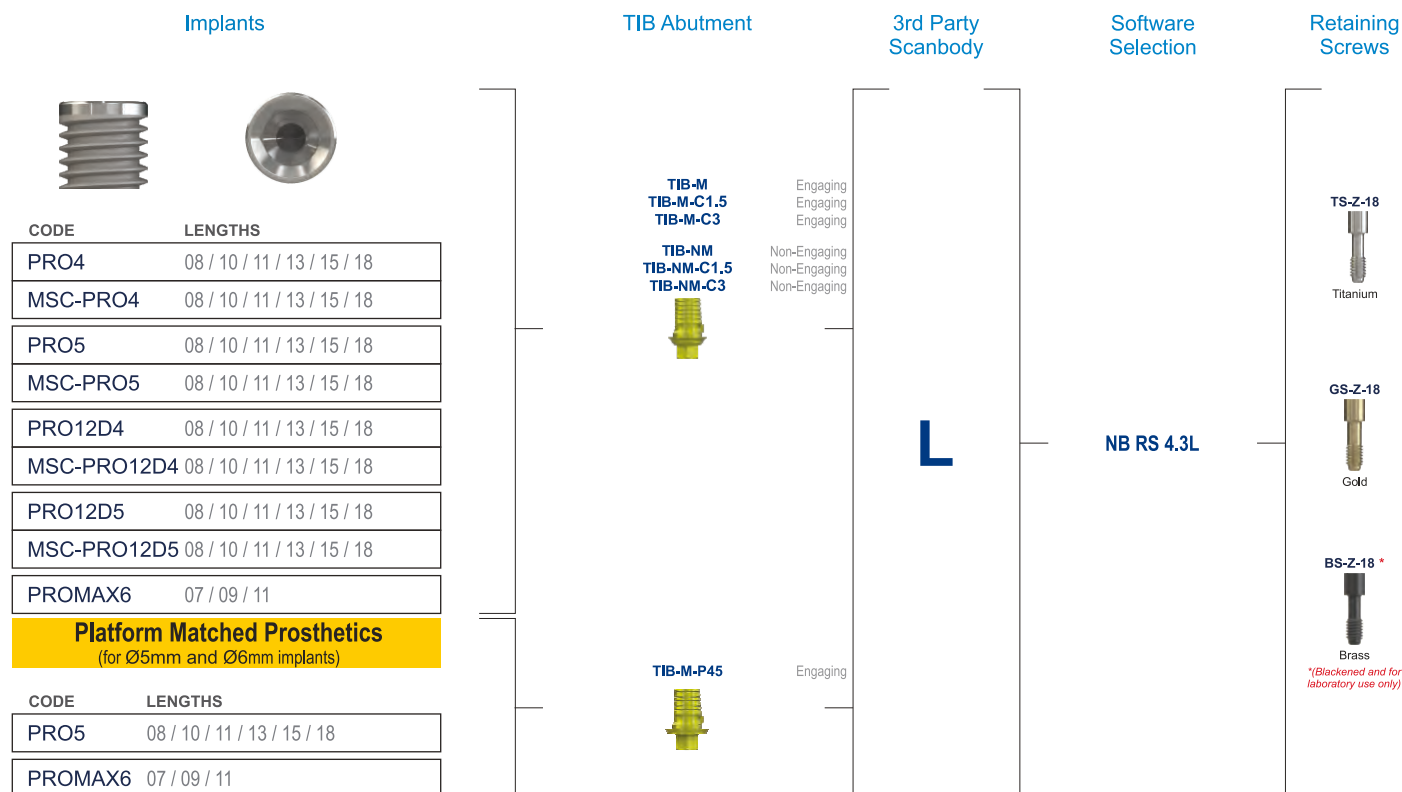 Implants
TIB Abutment
3rd Party
Scanbody
Software
Selection
Retaining
Screws
CODE LENGTHS
PRO4 08 / 10 / 11 / 13 / 15 / 18
MSC-PRO4 08 / 10 / 11 / 13 / 15 / 18
PRO5 08 / 10 / 11 / 13 / 15 / 18
MSC-PRO5 08 / 10 / 11 / 13 / 15 / 18
PRO12D4 08 / 10 / 11 / 13 / 15 / 18
MSC-PRO12D4 08 / 10 / 11 / 13 / 15 / 18
PRO12D5 08 / 10 / 11 / 13 / 15 / 18
MSC-PRO12D5 08 / 10 / 11 / 13 / 15 / 18
PROMAX6 07 / 09 / 11
Platform Matched Prosthetics
(for Ø5mm and Ø6mm implants)
CODE LENGTHS
PRO5 08 / 10 / 11 / 13 / 15 / 18
PROMAX6 07 / 09 / 11
TIB-M Engaging
TIB-M-C1.5 Engaging
TIB-M-C3 Engaging
TIB-NM Non-Engaging
TIB-NM-C1.5 Non-Engaging
TIB-NM-C3 Non-Engaging
TIB-M-P45 Engaging
L
NB RS 4.3L
TS-Z-18
Titanium
GS-Z-18
Gold
BS-Z-18 *
Brass
*(Blackened and for
laboratory use only)